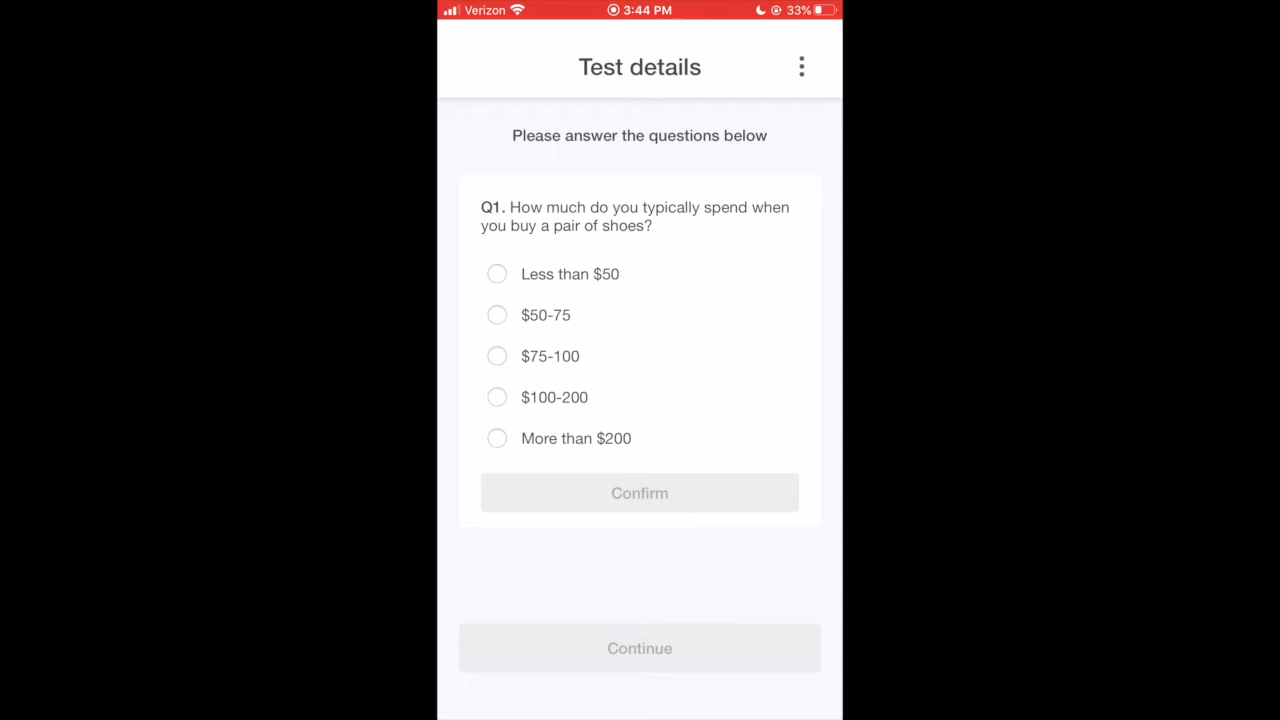 Verizon 3:44 PM 33%
Test details
Please answer the questions below
Q1. How much do you typically spend when
you buy a pair of shoes?
Less than $50
$50-75
$75-100
$100-200
More than $200
Confirm
Continue